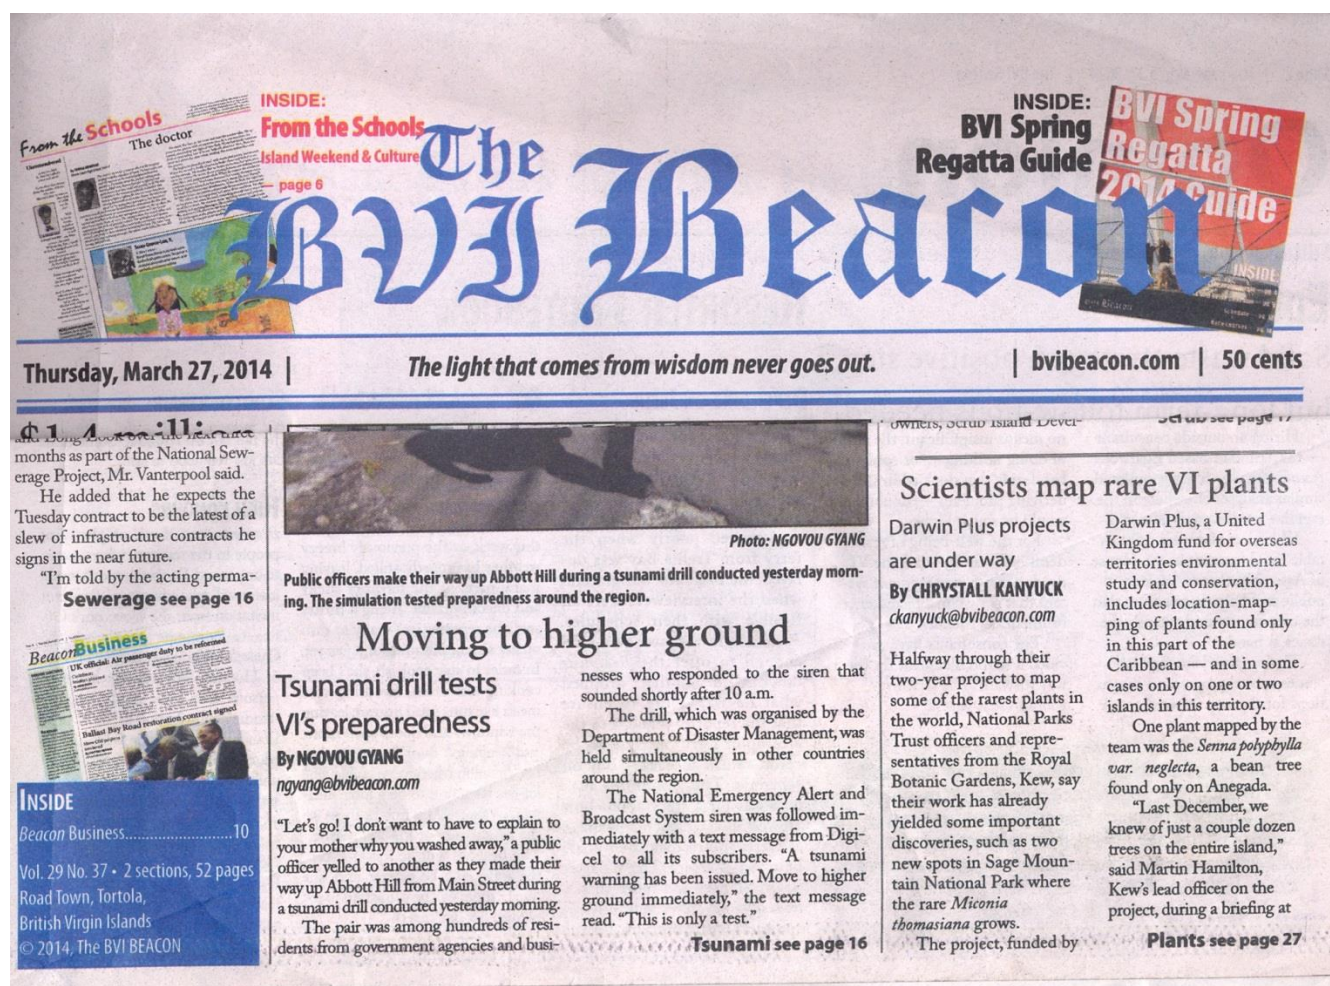 From the Schools
The doctor
INSIDE:
From the Schools
Island Weekend & Culture
— page 6
INSIDE:
BVI Spring
Regatta Guide
BVI Spring
Regatta
2014 Guide
INSIDE
The
BVI Beacon
Thursday, March 27, 2014 |
The light that comes from wisdom never goes out.
| bvibeacon.com | 50 cents
months as part of the National Sew-
erage Project, Mr. Vanterpool said.
He added that he expects the
Tuesday contract to be the latest of a
slew of infrastructure contracts he
signs in the near future.
“I’m told by the acting perma-
Sewerage see page 16
Beacon Business
UK official: Air passenger duty to be reformed
Ballast Bay Road restoration contract signed
INSIDE
Beacon Business..........................10
Vol. 29 No. 37 • 2 sections, 52 pages
Road Town, Tortola,
British Virgin Islands
© 2014, The BVI BEACON
Photo: NGOVOU GYANG
Public officers make their way up Abbott Hill during a tsunami drill conducted yesterday morn-
ing. The simulation tested preparedness around the region.
Moving to higher ground
Tsunami drill tests
VI’s preparedness
By NGOVOU GYANG
ngyang@bvibeacon.com
“Let’s go! I don’t want to have to explain to
your mother why you washed away,” a public
officer yelled to another as they made their
way up Abbott Hill from Main Street during
a tsunami drill conducted yesterday morning.
The pair was among hundreds of resi-
dents from government agencies and busi-
nesses who responded to the siren that
sounded shortly after 10 a.m.
The drill, which was organised by the
Department of Disaster Management, was
held simultaneously in other countries
around the region.
The National Emergency Alert and
Broadcast System siren was followed im-
mediately with a text message from Digi-
cel to all its subscribers. “A tsunami
warning has been issued. Move to higher
ground immediately,” the text message
read. “This is only a test.”
Tsunami see page 16
owners, Scrub Island Devel-
Scrub see page 17
Scientists map rare VI plants
Darwin Plus projects
are under way
By CHRYSTALL KANYUCK
ckanyuck@bvibeacon.com
Halfway through their
two-year project to map
some of the rarest plants in
the world, National Parks
Trust officers and repre-
sentatives from the Royal
Botanic Gardens, Kew, say
their work has already
yielded some important
discoveries, such as two
new spots in Sage Moun-
tain National Park where
the rare Miconia
thomasiana grows.
The project, funded by
Darwin Plus, a United
Kingdom fund for overseas
territories environmental
study and conservation,
includes location-map-
ping of plants found only
in this part of the
Caribbean — and in some
cases only on one or two
islands in this territory.
One plant mapped by the
team was the Senna polyphylla
var. neglecta, a bean tree
found only on Anegada.
“Last December, we
knew of just a couple dozen
trees on the entire island,”
said Martin Hamilton,
Kew’s lead officer on the
project, during a briefing at
Plants see page 27